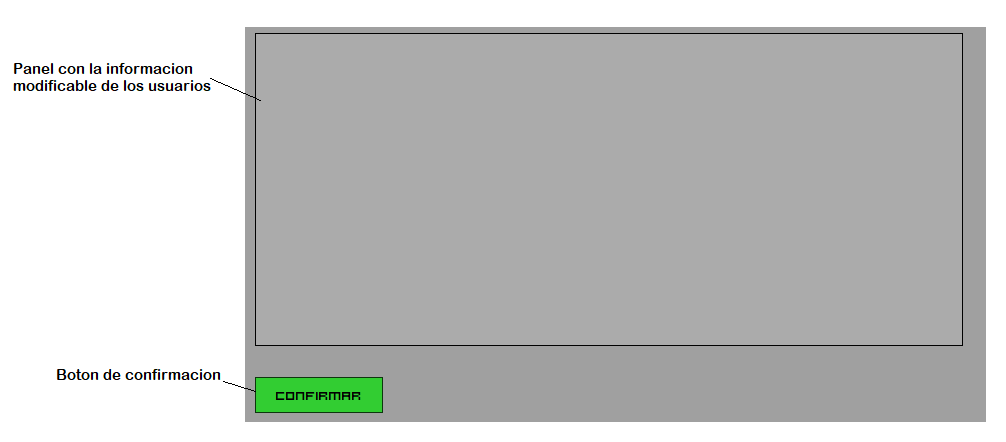 Panel con la informacion
modificable de los usuarios
Boton de confirmacion
CONFIRMAR